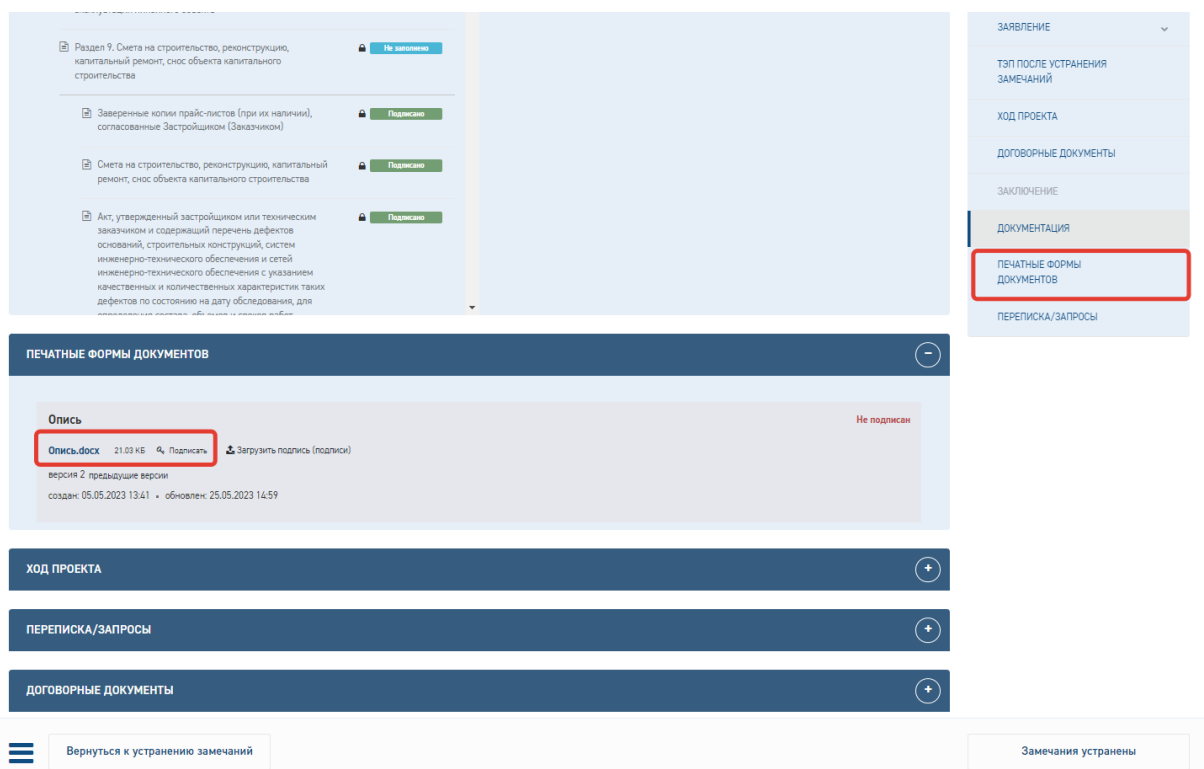 Раздел 9. Смета на строительство, реконструкцию,
капитальный ремонт, снос объекта капитального
строительства
Не заполнено
Заверенные копии прайс-листов (при их наличии),
согласованные Застройщиком (Заказчиком)
Подписано
Смета на строительство, реконструкцию, капитальный
ремонт, снос объекта капитального строительства
Подписано
Акт, утвержденный застройщиком или техническим
заказчиком и содержащий перечень дефектов
оснований, строительных конструкций, систем
инженерно-технического обеспечения и сетей
инженерно-технического обеспечения с указанием
качественных и количественных характеристик таких
дефектов по состоянию на дату обследования, для
Подписано
ЗАЯВЛЕНИЕ
ТЭП ПОСЛЕ УСТРАНЕНИЯ
ЗАМЕЧАНИЙ
ХОД ПРОЕКТА
ДОГОВОРНЫЕ ДОКУМЕНТЫ
ЗАКЛЮЧЕНИЕ
ДОКУМЕНТАЦИЯ
ПЕЧАТНЫЕ ФОРМЫ
ДОКУМЕНТОВ
ПЕРЕПИСКА/ЗАПРОСЫ
ПЕЧАТНЫЕ ФОРМЫ ДОКУМЕНТОВ
Опись
Не подписан
Опись.docx 21.03 КБ Подписать Загрузить подпись (подписи)
версия 2 предыдущие версии
создан: 05.05.2023 13:41 • обновлен: 25.05.2023 14:59
ХОД ПРОЕКТА
ПЕРЕПИСКА/ЗАПРОСЫ
ДОГОВОРНЫЕ ДОКУМЕНТЫ
Вернуться к устранению замечаний
Замечания устранены